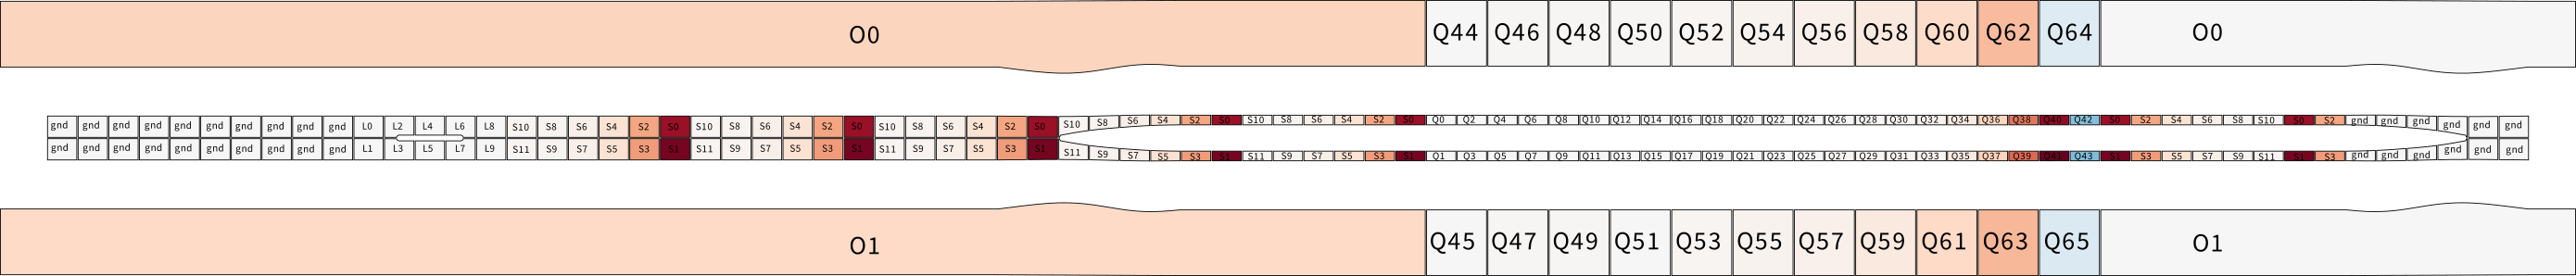 O0 Q44 Q46 Q48 Q50 Q52 Q54 Q56 Q58 Q60 Q62 Q64 O0
gnd gnd gnd gnd gnd gnd gnd gnd gnd gnd L0 L2 L4 L6 L8 S10 S8 S6 S4 S2 S0 S10 S8 S6 S4 S2 S0 S10 S8 S6 S4 S2 S0 S10 S8 S6 S4 S2 S0 S10 S8 S6 S4 S2 S0 Q0 Q2 Q4 Q6 Q8 Q10 Q12 Q14 Q16 Q18 Q20 Q22 Q24 Q26 Q28 Q30 Q32 Q34 Q36 Q38 Q40 Q42 S0 S2 S4 S6 S8 S10 S0 S2 gnd gnd gnd gnd gnd gnd
gnd gnd gnd gnd gnd gnd gnd gnd gnd gnd L1 L3 L5 L7 L9 S11 S9 S7 S5 S3 S1 S11 S9 S7 S5 S3 S1 S11 S9 S7 S5 S3 S1 S11 S9 S7 S5 S3 S1 S11 S9 S7 S5 S3 S1 Q1 Q3 Q5 Q7 Q9 Q11 Q13 Q15 Q17 Q19 Q21 Q23 Q25 Q27 Q29 Q31 Q33 Q35 Q37 Q39 Q41 Q43 S1 S3 S5 S7 S9 S11 S1 S3 gnd gnd gnd gnd gnd gnd
O1 Q45 Q47 Q49 Q51 Q53 Q55 Q57 Q59 Q61 Q63 Q65 O1